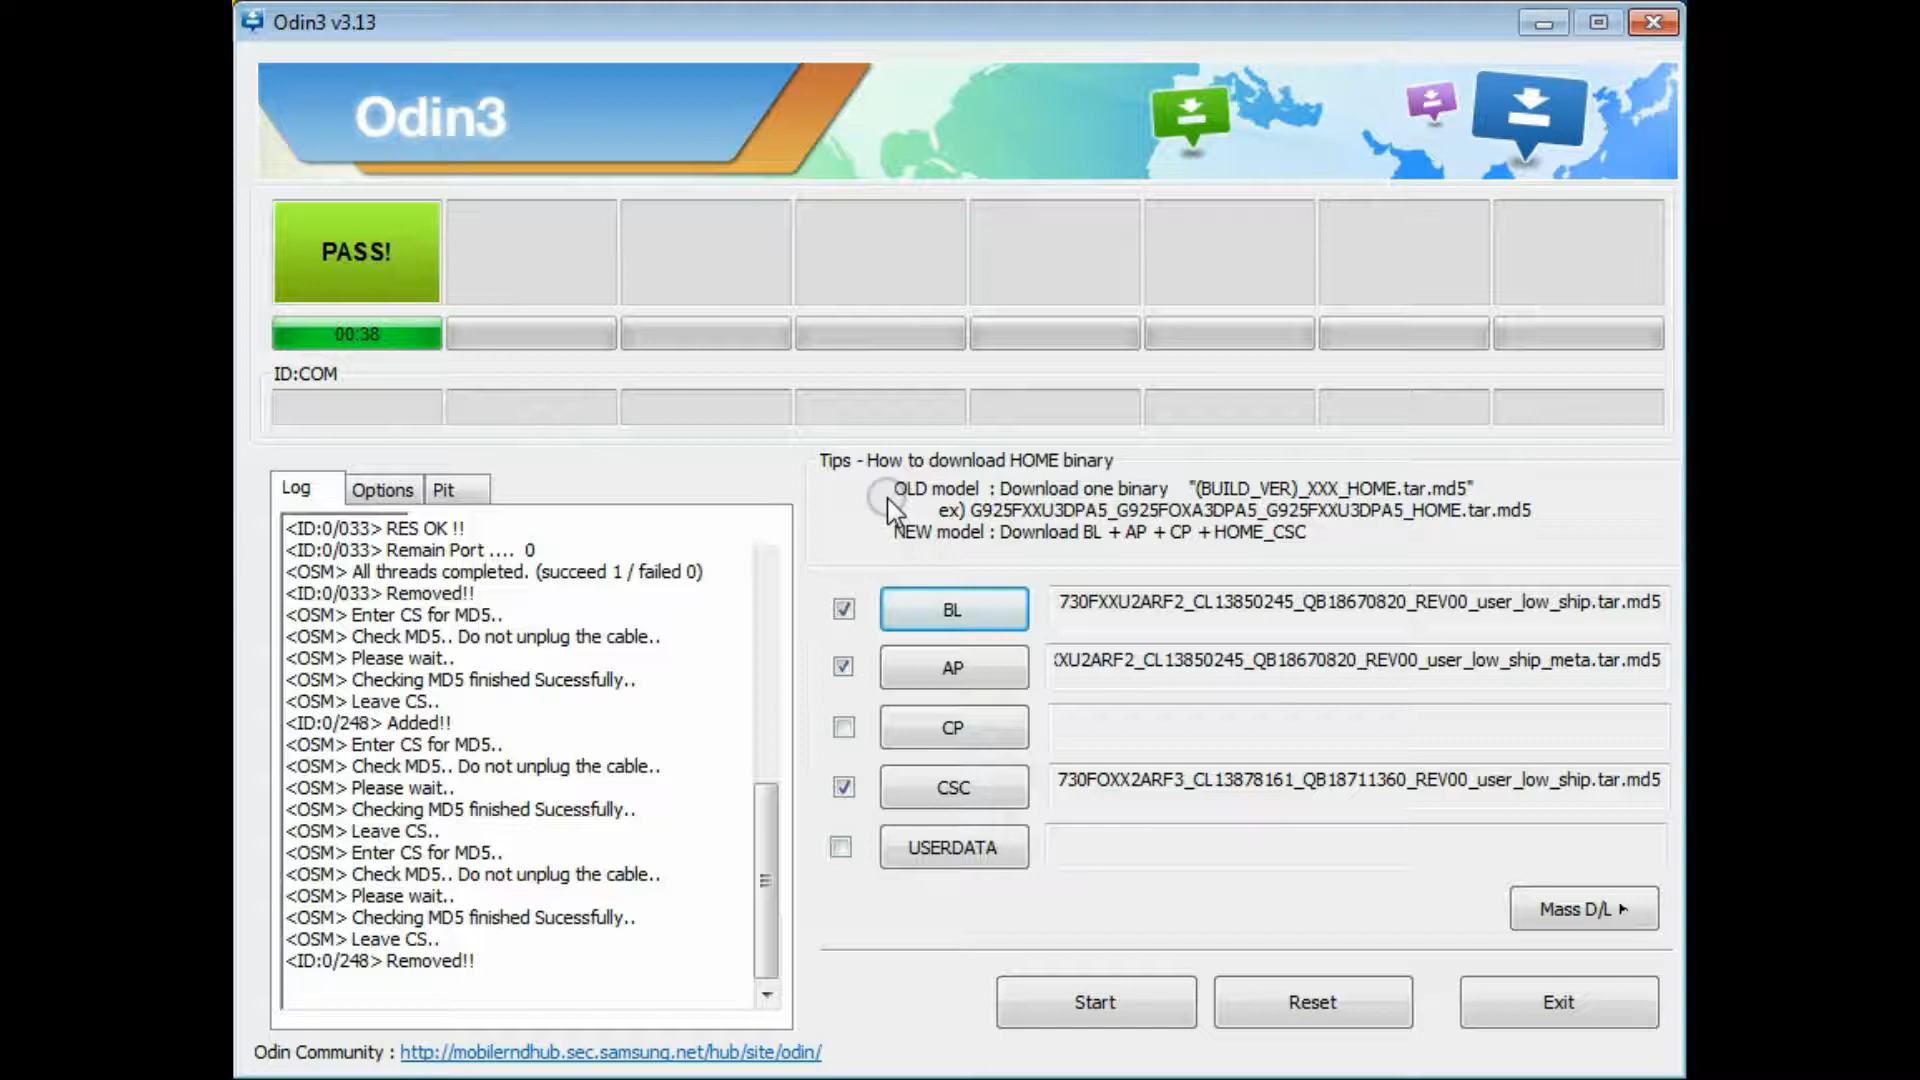 Odin3 v3.13
Odin3
PASS!
00:38
ID:COM
Log
Options
Pit
<ID:0/033> RES OK !!
<ID:0/033> Remain Port .... 0
<OSM> All threads completed. (succeed 1 / failed 0)
<ID:0/033> Removed!!
<OSM> Enter CS for MD5..
<OSM> Check MD5.. Do not unplug the cable..
<OSM> Please wait..
<OSM> Checking MD5 finished Sucessfully..
<OSM> Leave CS..
<ID:0/248> Added!!
<OSM> Enter CS for MD5..
<OSM> Check MD5.. Do not unplug the cable..
<OSM> Please wait..
<OSM> Checking MD5 finished Sucessfully..
<OSM> Leave CS..
<OSM> Enter CS for MD5..
<OSM> Check MD5.. Do not unplug the cable..
<OSM> Please wait..
<OSM> Checking MD5 finished Sucessfully..
<OSM> Leave CS..
<ID:0/248> Removed!!
Tips - How to download HOME binary
OLD model : Download one binary "(BUILD_VER)_XXX_HOME.tar.md5"
ex) G925FXXU3DPA5_G925FOXA3DPA5_G925FXXU3DPA5_HOME.tar.md5
NEW model : Download BL + AP + CP + HOME_CSC
BL
730FXXU2ARF2_CL13850245_QB18670820_REV00_user_low_ship.tar.md5
AP
XU2ARF2_CL13850245_QB18670820_REV00_user_low_ship_meta.tar.md5
CP
CSC
730FOXX2ARF3_CL13878161_QB18711360_REV00_user_low_ship.tar.md5
USERDATA
Mass D/L
Start
Reset
Exit
Odin Community : http://mobilerndhub.sec.samsung.net/hub/site/odin/